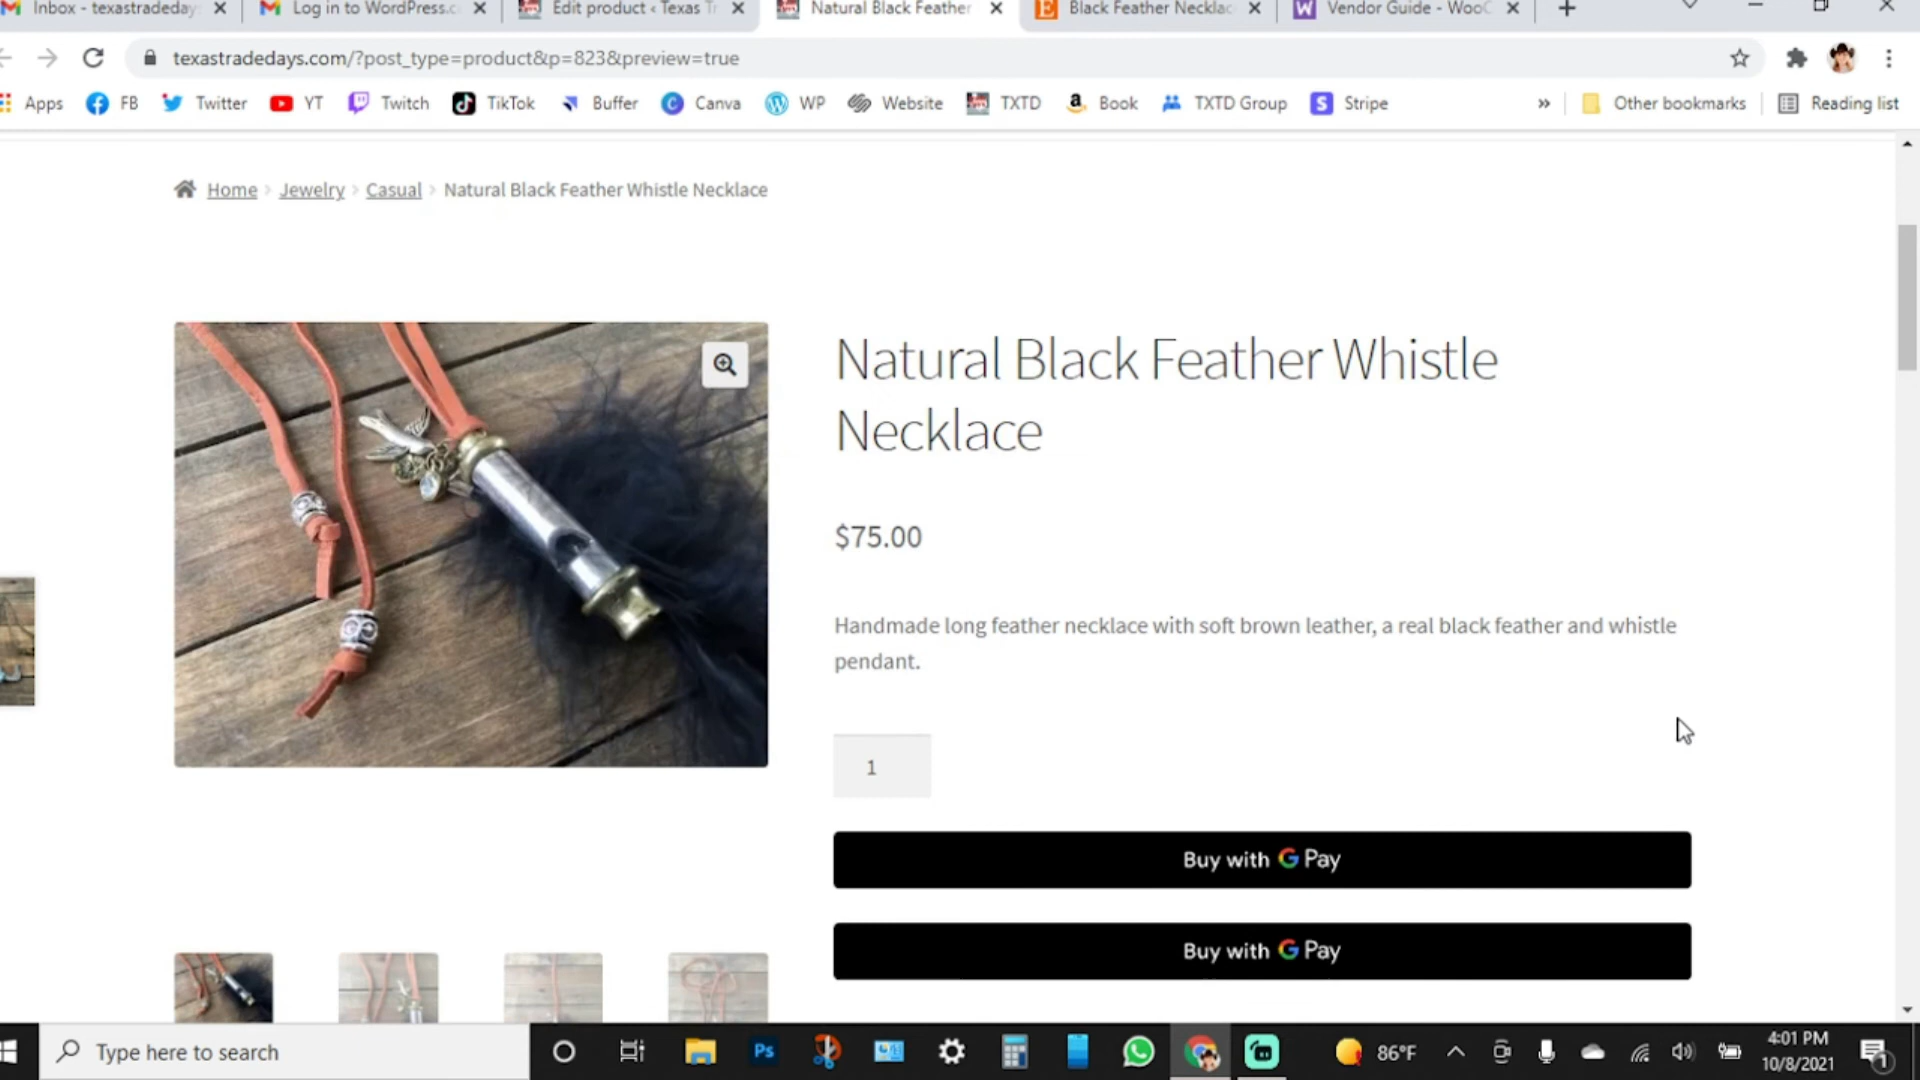 Inbox - texastradeday
Log in to WordPress.c
Edit product ‹ Texas Tr
Natural Black Feather
Black Feather Necklac
Vendor Guide - WooC
texastradedays.com/?post_type=product&p=823&preview=true
Apps
FB
Twitter
YT
Twitch
TikTok
Buffer
Canva
WP
Website
TXTD
Book
TXTD Group
Stripe
»
Other bookmarks
Reading list
Home › Jewelry › Casual › Natural Black Feather Whistle Necklace
Natural Black Feather Whistle
Necklace
$75.00
Handmade long feather necklace with soft brown leather, a real black feather and whistle
pendant.
1
Buy with G Pay
Buy with G Pay
Type here to search
Ps
86°F
4:01 PM
10/8/2021
1